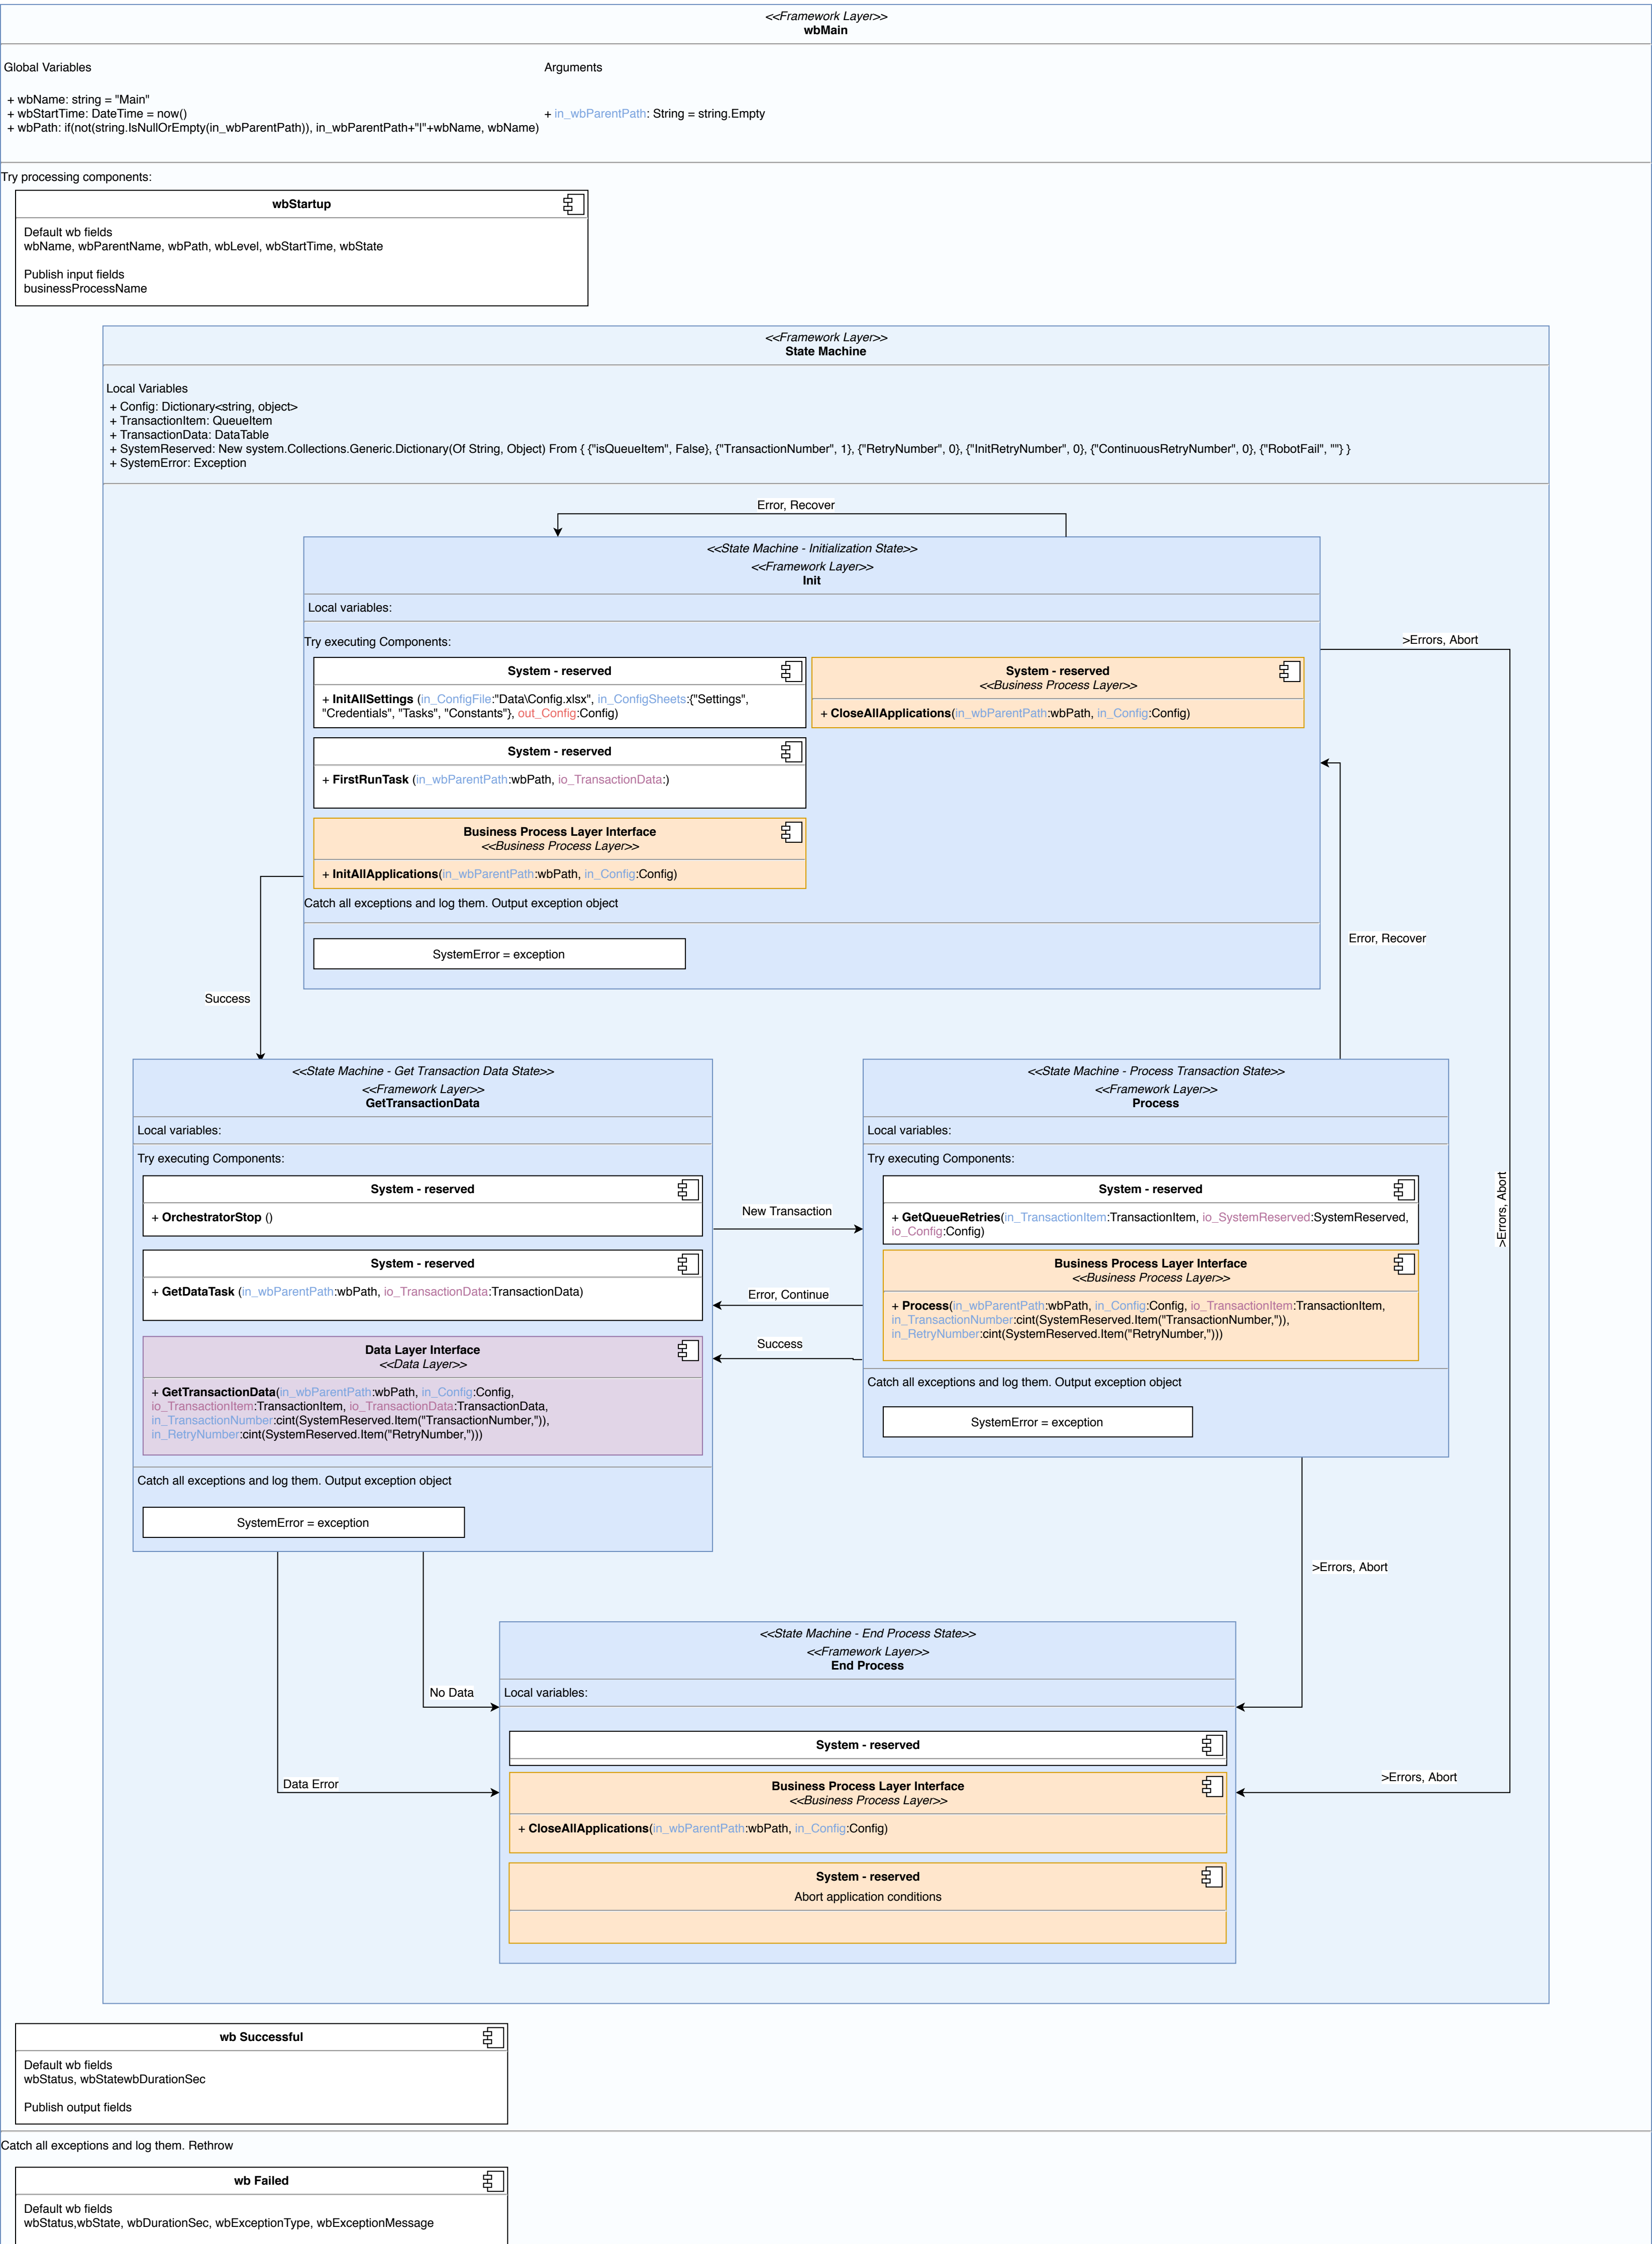 <<Framework Layer>>
wbMain
Global Variables
Arguments
+ wbName: string = "Main"
+ wbStartTime: DateTime = now()
+ in_wbParentPath: String = string.Empty
+ wbPath: if(not(string.IsNullOrEmpty(in_wbParentPath)), in_wbParentPath+"|"+wbName, wbName)
Try processing components:
wbStartup
Default wb fields
wbName, wbParentName, wbPath, wbLevel, wbStartTime, wbState
Publish input fields
businessProcessName
<<Framework Layer>>
State Machine
Local Variables
+ Config: Dictionary<string, object>
+ TransactionItem: QueueItem
+ TransactionData: DataTable
+ SystemReserved: New system.Collections.Generic.Dictionary(Of String, Object) From { {"isQueueItem", False}, {"TransactionNumber", 1}, {"RetryNumber", 0}, {"InitRetryNumber", 0}, {"ContinuousRetryNumber", 0}, {"RobotFail", ""} }
+ SystemError: Exception
Error, Recover
<<State Machine - Initialization State>>
<<Framework Layer>>
Init
Local variables:
Try executing Components:
>Errors, Abort
System - reserved
+ InitAllSettings (in_ConfigFile:"Data\Config.xlsx", in_ConfigSheets:{"Settings",
"Credentials", "Tasks", "Constants"}, out_Config:Config)
System - reserved
<<Business Process Layer>>
+ CloseAllApplications(in_wbParentPath:wbPath, in_Config:Config)
System - reserved
+ FirstRunTask (in_wbParentPath:wbPath, io_TransactionData:)
Business Process Layer Interface
<<Business Process Layer>>
+ InitAllApplications(in_wbParentPath:wbPath, in_Config:Config)
Catch all exceptions and log them. Output exception object
SystemError = exception
Error, Recover
Success
<<State Machine - Get Transaction Data State>>
<<Framework Layer>>
GetTransactionData
Local variables:
Try executing Components:
System - reserved
+ OrchestratorStop ()
System - reserved
+ GetDataTask (in_wbParentPath:wbPath, io_TransactionData:TransactionData)
Data Layer Interface
<<Data Layer>>
+ GetTransactionData(in_wbParentPath:wbPath, in_Config:Config,
io_TransactionItem:TransactionItem, io_TransactionData:TransactionData,
in_TransactionNumber:cint(SystemReserved.Item("TransactionNumber,")),
in_RetryNumber:cint(SystemReserved.Item("RetryNumber,")))
Catch all exceptions and log them. Output exception object
SystemError = exception
New Transaction
Error, Continue
Success
<<State Machine - Process Transaction State>>
<<Framework Layer>>
Process
Local variables:
Try executing Components:
System - reserved
+ GetQueueRetries(in_TransactionItem:TransactionItem, io_SystemReserved:SystemReserved,
io_Config:Config)
Business Process Layer Interface
<<Business Process Layer>>
+ Process(in_wbParentPath:wbPath, in_Config:Config, io_TransactionItem:TransactionItem,
in_TransactionNumber:cint(SystemReserved.Item("TransactionNumber,")),
in_RetryNumber:cint(SystemReserved.Item("RetryNumber,")))
Catch all exceptions and log them. Output exception object
SystemError = exception
>Errors, Abort
>Errors, Abort
<<State Machine - End Process State>>
<<Framework Layer>>
End Process
No Data
Local variables:
System - reserved
Data Error
>Errors, Abort
Business Process Layer Interface
<<Business Process Layer>>
+ CloseAllApplications(in_wbParentPath:wbPath, in_Config:Config)
System - reserved
Abort application conditions
wb Successful
Default wb fields
wbStatus, wbStatewbDurationSec
Publish output fields
Catch all exceptions and log them. Rethrow
wb Failed
Default wb fields
wbStatus,wbState, wbDurationSec, wbExceptionType, wbExceptionMessage